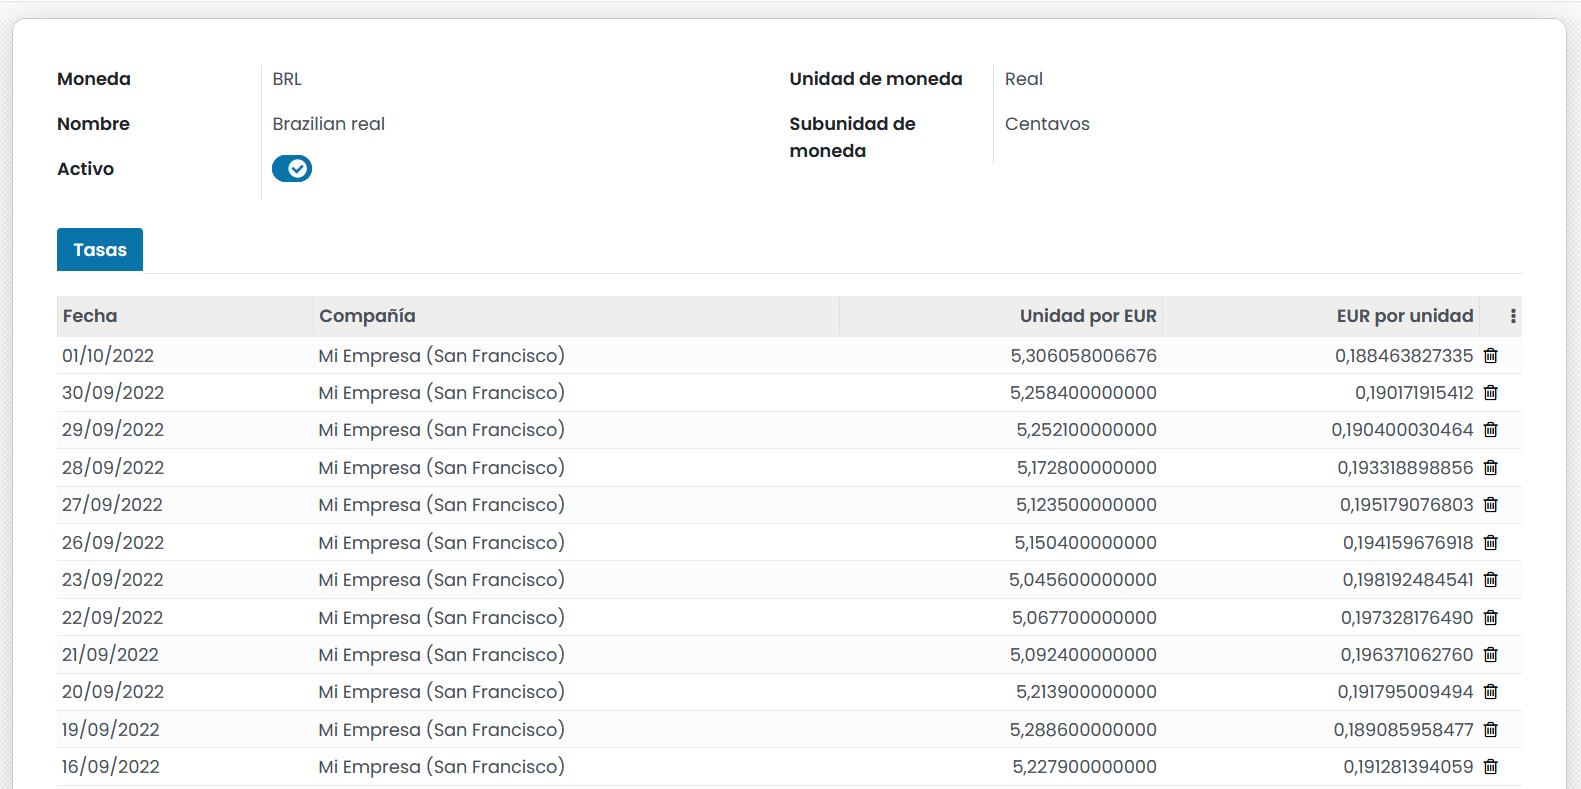 Moneda BRL Unidad de moneda Real
Nombre Brazilian real Subunidad de moneda Centavos
Activo
Tasas
Fecha Compañía Unidad por EUR EUR por unidad
01/10/2022 Mi Empresa (San Francisco) 5,306058006676 0,188463827335
30/09/2022 Mi Empresa (San Francisco) 5,258400000000 0,190171915412
29/09/2022 Mi Empresa (San Francisco) 5,252100000000 0,190400030464
28/09/2022 Mi Empresa (San Francisco) 5,172800000000 0,193318898856
27/09/2022 Mi Empresa (San Francisco) 5,123500000000 0,195179076803
26/09/2022 Mi Empresa (San Francisco) 5,150400000000 0,194159676918
23/09/2022 Mi Empresa (San Francisco) 5,045600000000 0,198192484541
22/09/2022 Mi Empresa (San Francisco) 5,067700000000 0,197328176490
21/09/2022 Mi Empresa (San Francisco) 5,092400000000 0,196371062760
20/09/2022 Mi Empresa (San Francisco) 5,213900000000 0,191795009494
19/09/2022 Mi Empresa (San Francisco) 5,288600000000 0,189085958477
16/09/2022 Mi Empresa (San Francisco) 5,227900000000 0,191281394059